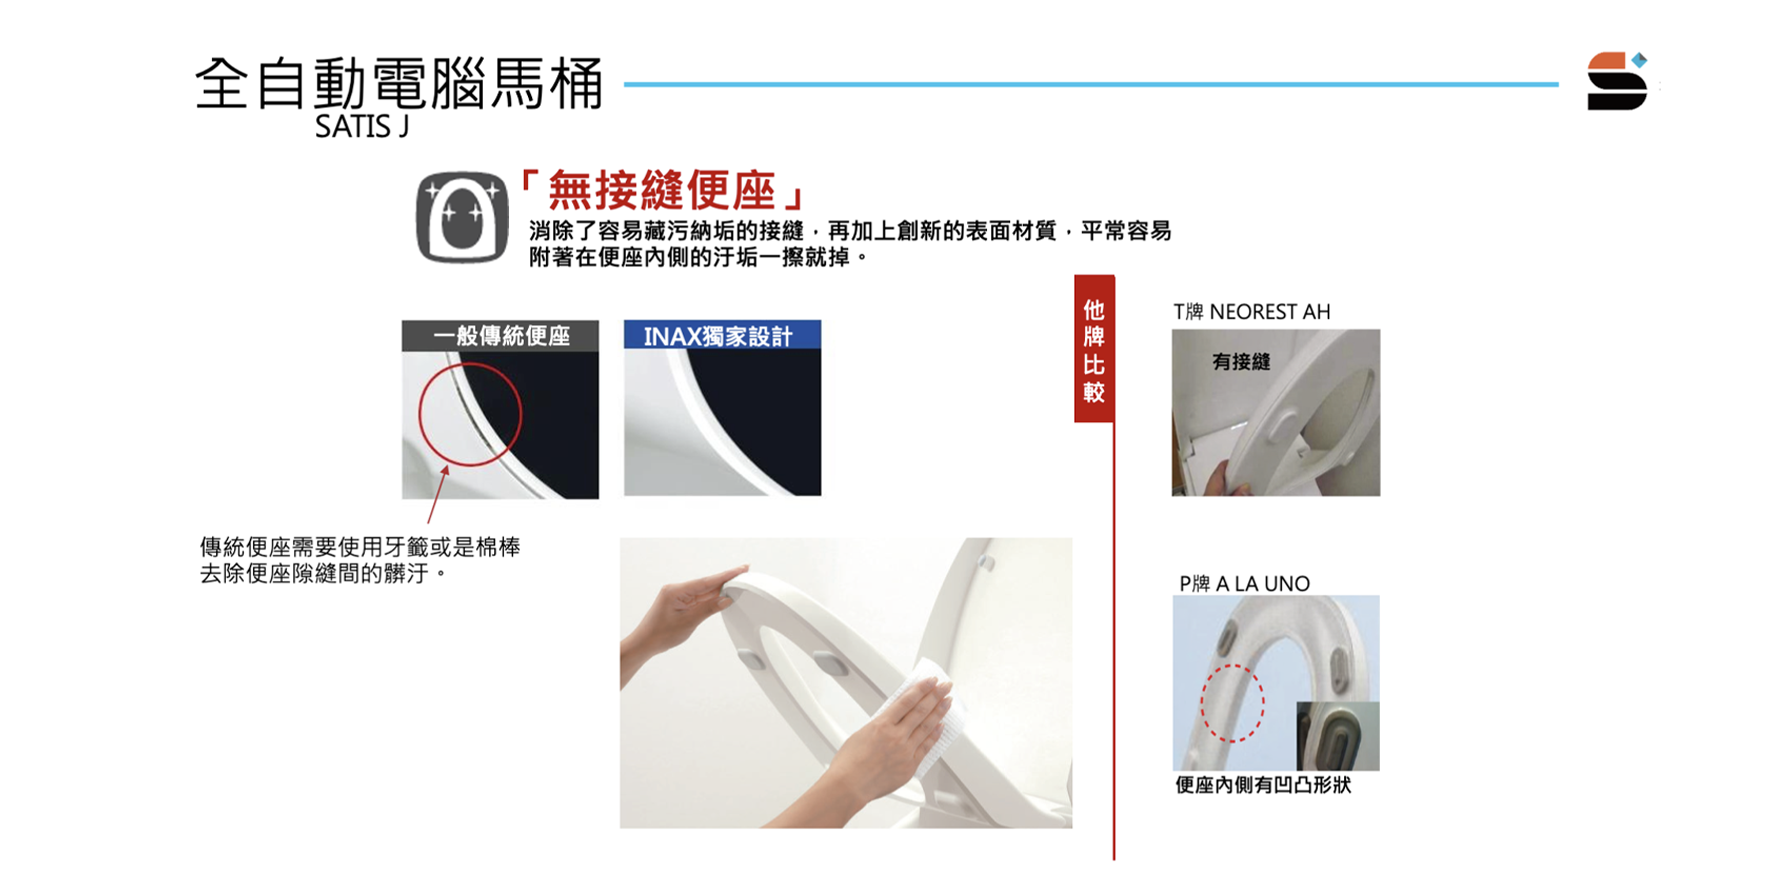 全自動電腦馬桶
SATIS J
「無接縫便座」
消除了容易藏污納垢的接縫，再加上創新的表面材質，平常容易
附著在便座內側的汙垢一擦就掉。
一般傳統便座
INAX獨家設計
傳統便座需要使用牙籤或是棉棒
去除便座隙縫間的髒汙。
他牌比較
T牌 NEOREST AH
有接縫
P牌 A LA UNO
便座內側有凹凸形狀